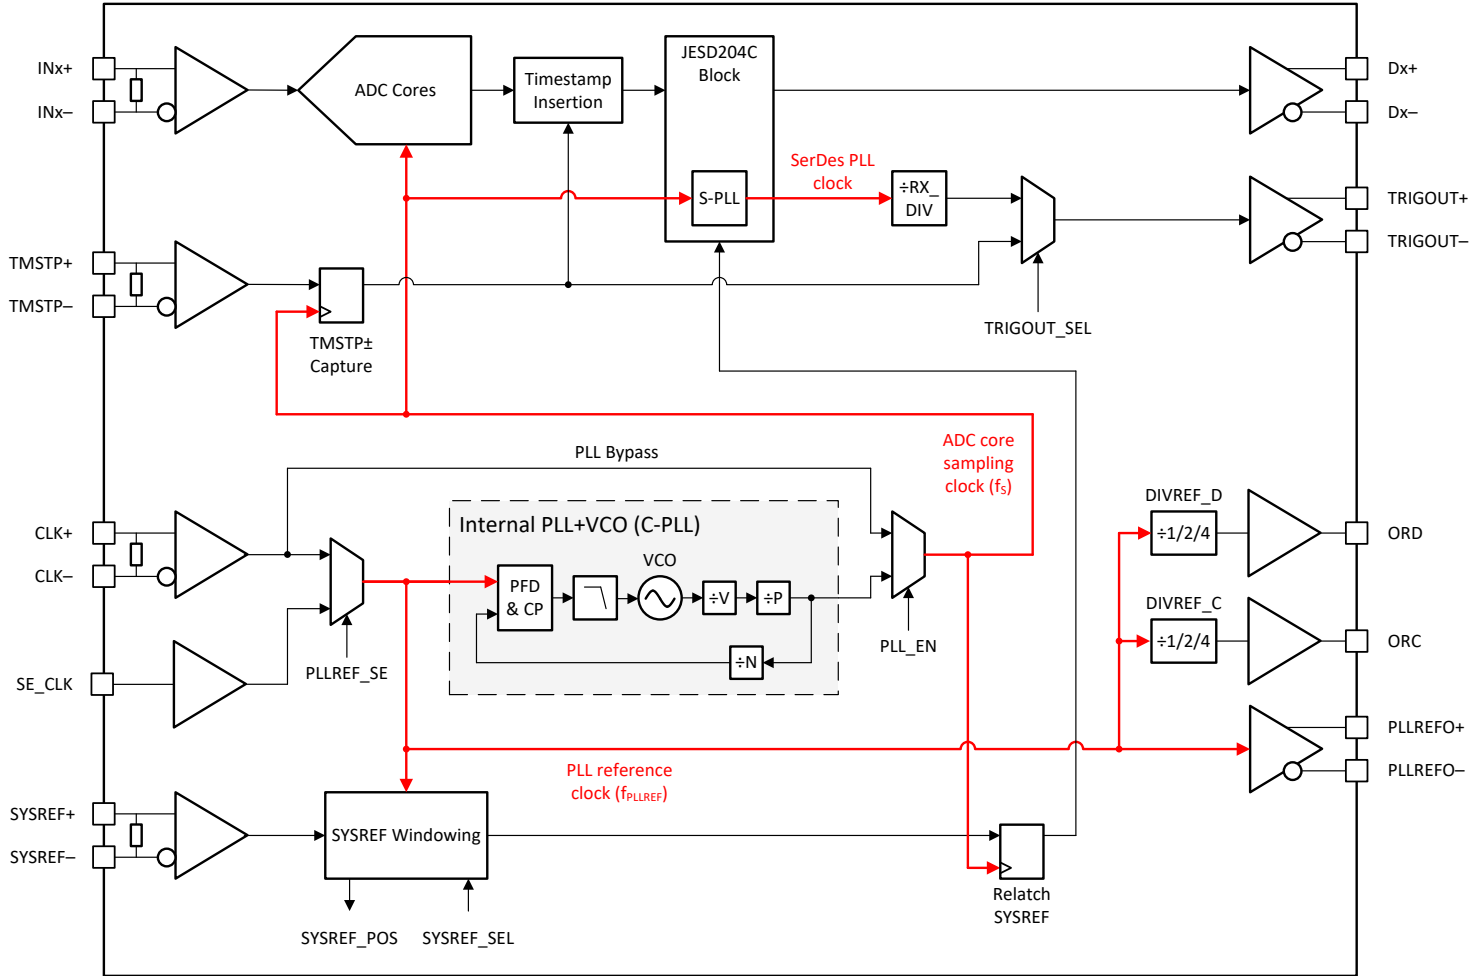 INx+
INx–
ADC Cores
Timestamp
Insertion
JESD204C
Block
S-PLL
SerDes PLL
clock
÷RX_
DIV
Dx+
Dx–
TRIGOUT+
TRIGOUT–
TRIGOUT_SEL
TMSTP+
TMSTP–
TMSTP±
Capture
PLL Bypass
ADC core
sampling
clock (fS)
CLK+
CLK–
Internal PLL+VCO (C-PLL)
VCO
PFD
& CP
÷V
÷P
÷N
PLLREF_SE
PLL_EN
SE_CLK
DIVREF_D
÷1/2/4
ORD
DIVREF_C
÷1/2/4
ORC
PLLREFO+
PLLREFO–
PLL reference
clock (fPLLREF)
SYSREF+
SYSREF–
SYSREF Windowing
SYSREF_POS
SYSREF_SEL
Relatch
SYSREF